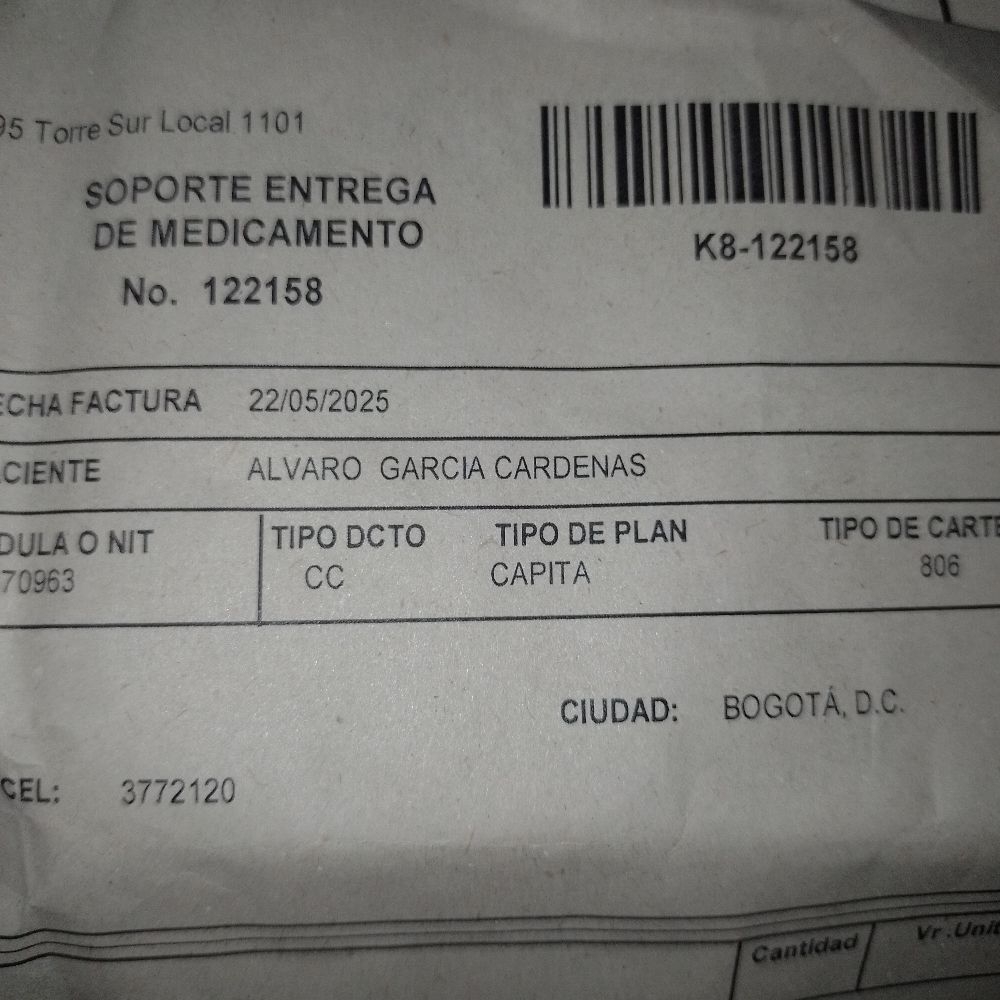 95 Torre Sur Local 1101
SOPORTE ENTREGA
DE MEDICAMENTO
No. 122158
K8-122158
ECHA FACTURA 22/05/2025
CIENTE ALVARO GARCIA CARDENAS
DULA O NIT TIPO DCTO TIPO DE PLAN TIPO DE CARTE
70963 CC CAPITA 806
CIUDAD: BOGOTÁ, D.C.
CEL: 3772120
Cantidad Vr.Unit